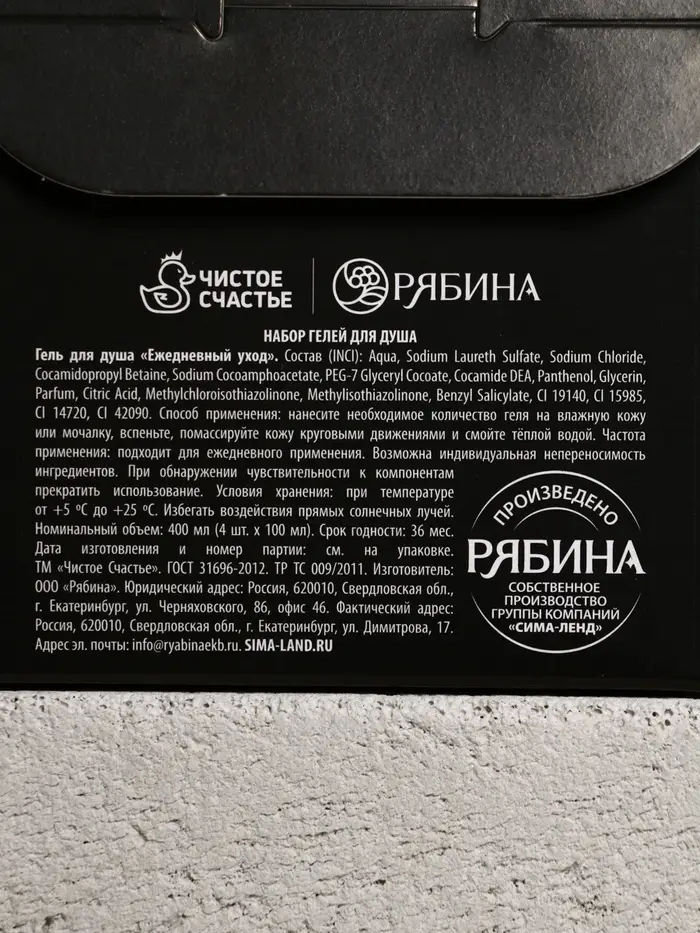 ЧИСТОЕ
СЧАСТЬЕ
РЯБИНА
НАБОР ГЕЛЕЙ ДЛЯ ДУША
Гель для душа «Ежедневный уход». Состав (INCI): Aqua, Sodium Laureth Sulfate, Sodium Chloride,
Cocamidopropyl Betaine, Sodium Cocoamphoacetate, PEG-7 Glyceryl Cocoate, Cocamide DEA, Panthenol, Glycerin,
Parfum, Citric Acid, Methylchloroisothiazolinone, Methylisothiazolinone, Benzyl Salicylate, CI 19140, CI 15985,
CI 14720, CI 42090. Способ применения: нанесите необходимое количество геля на влажную кожу
или мочалку, вспеньте, помассируйте кожу круговыми движениями и смойте тёплой водой. Частота
применения: подходит для ежедневного применения. Возможна индивидуальная непереносимость
ингредиентов. При обнаружении чувствительности к компонентам
прекратить использование. Условия хранения: при температуре
от +5 ºС до +25 ºС. Избегать воздействия прямых солнечных лучей.
Номинальный объем: 400 мл (4 шт. х 100 мл). Срок годности: 36 мес.
Дата изготовления и номер партии: см. на упаковке.
ТМ «Чистое Счастье». ГОСТ 31696-2012. ТР ТС 009/2011. Изготовитель:
ООО «Рябина». Юридический адрес: Россия, 620010, Свердловская обл.,
г. Екатеринбург, ул. Черняховского, 86, офис 46. Фактический адрес:
Россия, 620010, Свердловская обл., г. Екатеринбург, ул. Димитрова, 17.
Адрес эл. почты: info@ryabinaekb.ru. SIMA-LAND.RU
ПРОИЗВЕДЕНО
РЯБИНА
СОБСТВЕННОЕ
ПРОИЗВОДСТВО
ГРУППЫ КОМПАНИЙ
«СИМА-ЛЕНД»